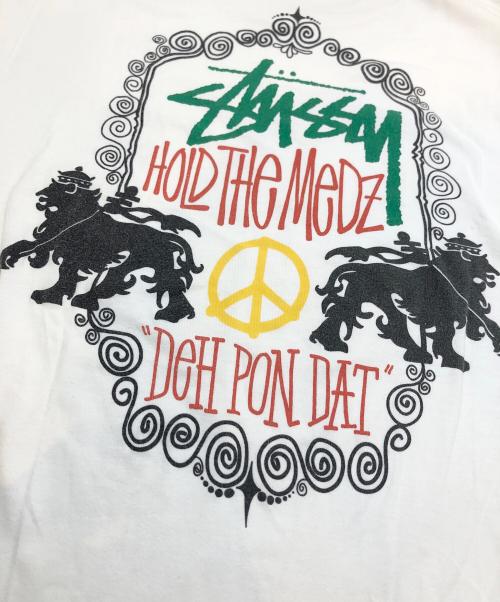 STÜSSY
HOLD THE MEDZ
"DEH PON DAT"